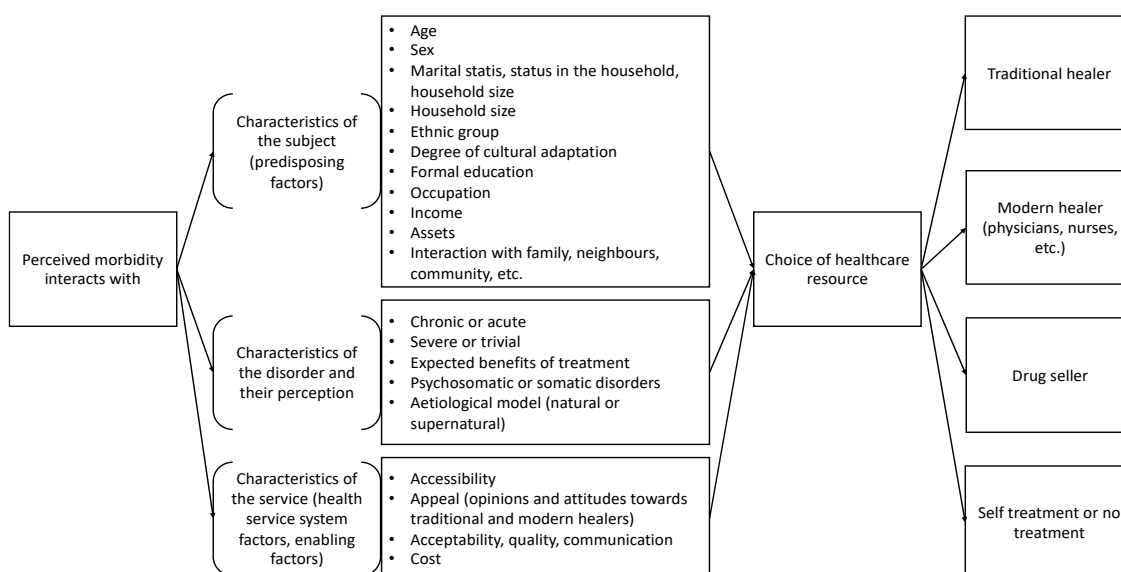 Perceived morbidity
interacts with
Characteristics of
the subject
(predisposing
factors)
• Age
• Sex
• Marital statis, status in the household,
household size
• Household size
• Ethnic group
• Degree of cultural adaptation
• Formal education
• Occupation
• Income
• Assets
• Interaction with family, neighbours,
community, etc.
Characteristics of
the disorder and
their perception
• Chronic or acute
• Severe or trivial
• Expected benefits of treatment
• Psychosomatic or somatic disorders
• Aetiological model (natural or
supernatural)
Characteristics of
the service (health
service system
factors, enabling
factors)
• Accessibility
• Appeal (opinions and attitudes towards
traditional and modern healers)
• Acceptability, quality, communication
• Cost
Choice of healthcare
resource
Traditional healer
Modern healer
(physicians, nurses,
etc.)
Drug seller
Self treatment or no
treatment